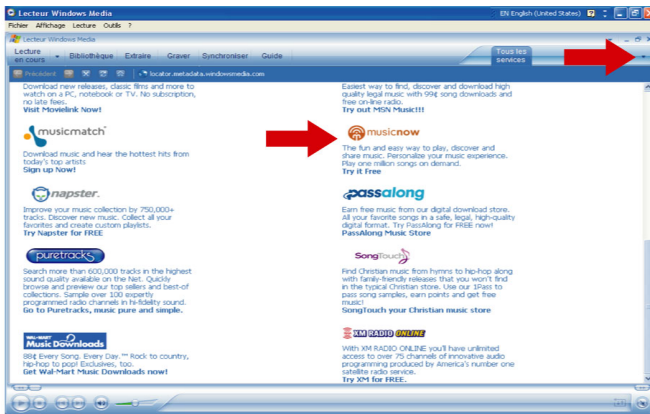 Lecteur Windows Media
EN English (United States)
Fichier Affichage Lecture Outils ?
Lecteur Windows Media
Lecture
en cours
Bibliothèque Extraire Graver Synchroniser Guide
Tous les
services
Précédent
locator.metadata.windowsmedia.com
Download new releases, classic films and more to
watch on a PC, notebook or TV. No subscription,
no late fees.
Visit Movielink Now!
Easiest way to find, discover and download high
quality legal music with 99¢ song downloads and
free on-line radio.
Try out MSN Music!!!
musicmatch
Download music and hear the hottest hits from
today's top artists
Sign up Now!
musicnow
The fun and easy way to play, discover and
share music. Personalize your music experience.
Play one million songs on demand.
Try it Free
napster.
Improve your music collection by 750,000+
tracks. Discover new music. Collect all your
favorites and create custom playlists.
Try Napster for FREE
passalong
Earn free music from our digital download store.
All your favorite songs in a safe, legal, high-quality
digital format. Try PassAlong for FREE now!
PassAlong Music Store
puretracks
Search more than 600,000 tracks in the highest
sound quality available on the Net. Quickly
browse and preview our top sellers and best-of
collections. Sample over 100 expertly
programmed radio channels in hi-fidelity sound.
Go to Puretracks, music pure and simple.
SongTouch
Find Christian music from hymns to hip-hop along
with family-friendly releases that you won't find
in the typical Christian store. Use our 1Pass to
pass song samples, earn points and get free
music!
SongTouch your Christian music store
WAL-MART
Music Downloads
88¢ Every Song. Every Day.™ Rock to country,
hip-hop to pop! Exclusives, too.
Get Wal-Mart Music Downloads now!
XM RADIO ONLINE
With XM RADIO ONLINE you'll have unlimited
access to over 75 channels of innovative audio
programming produced by America's number one
satellite radio service.
Try XM for FREE.